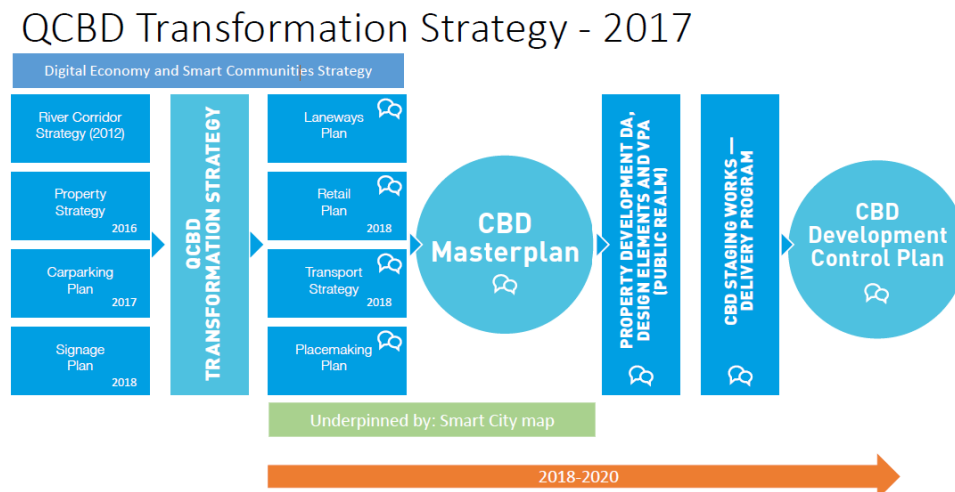 QCBD Transformation Strategy - 2017
Digital Economy and Smart Communities Strategy
River Corridor
Strategy (2012)
Property
Strategy
2016
Carparking
Plan
2017
Signage
Plan
2018
QCBD
TRANSFORMATION STRATEGY
Laneways
Plan
Retail
Plan
2018
Transport
Strategy
2018
Placemaking
Plan
CBD
Masterplan
PROPERTY DEVELOPMENT DA,
DESIGN ELEMENTS AND VPA
(PUBLIC REALM)
CBD STAGING WORKS —
DELIVERY PROGRAM
CBD
Development
Control Plan
Underpinned by: Smart City map
2018-2020